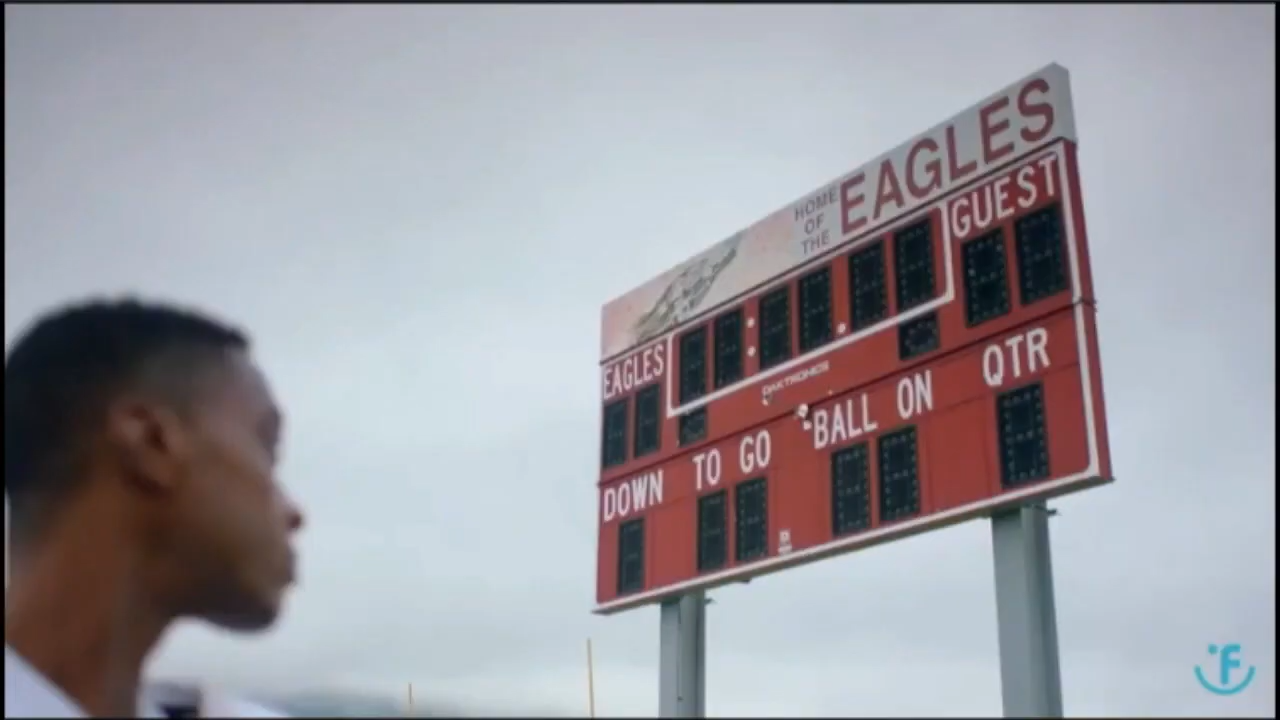 HOME
OF
THE
EAGLES
EAGLES
GUEST
DAKTRONICS
DOWN
TO GO
BALL ON
QTR
F